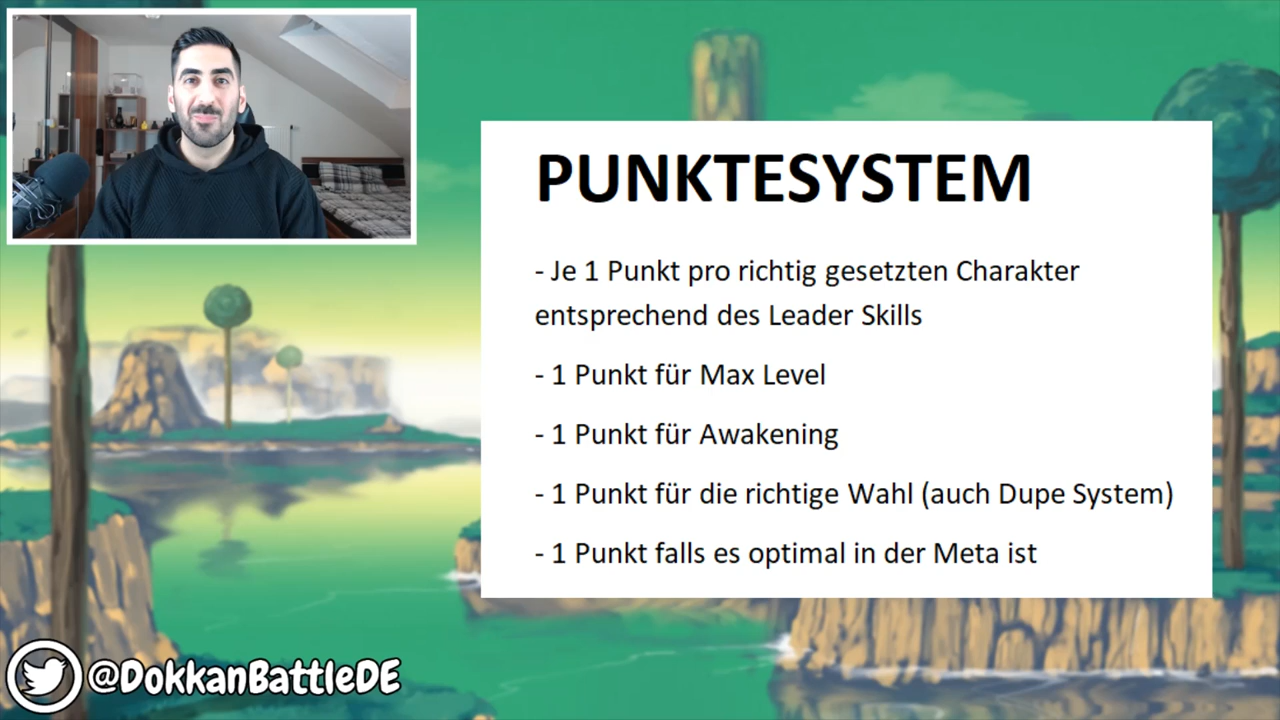 PUNKTESYSTEM
- Je 1 Punkt pro richtig gesetzten Charakter
entsprechend des Leader Skills
- 1 Punkt für Max Level
- 1 Punkt für Awakening
- 1 Punkt für die richtige Wahl (auch Dupe System)
- 1 Punkt falls es optimal in der Meta ist
@DokkanBattleDE